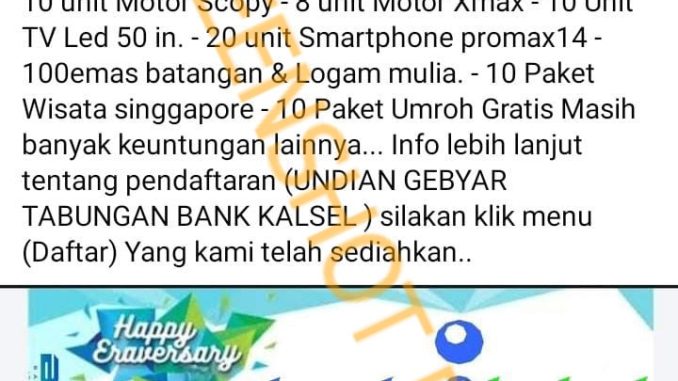 10 unit Motor Scopy - 8 unit Motor Xmax - 10 Unit
TV Led 50 in. - 20 unit Smartphone promax14 -
100emas batangan & Logam mulia. - 10 Paket
Wisata singgapore - 10 Paket Umroh Gratis Masih
banyak keuntungan lainnya... Info lebih lanjut
tentang pendaftaran (UNDIAN GEBYAR
TABUNGAN BANK KALSEL ) silakan klik menu
(Daftar) Yang kami telah sediahkan..
Happy
Eraversary